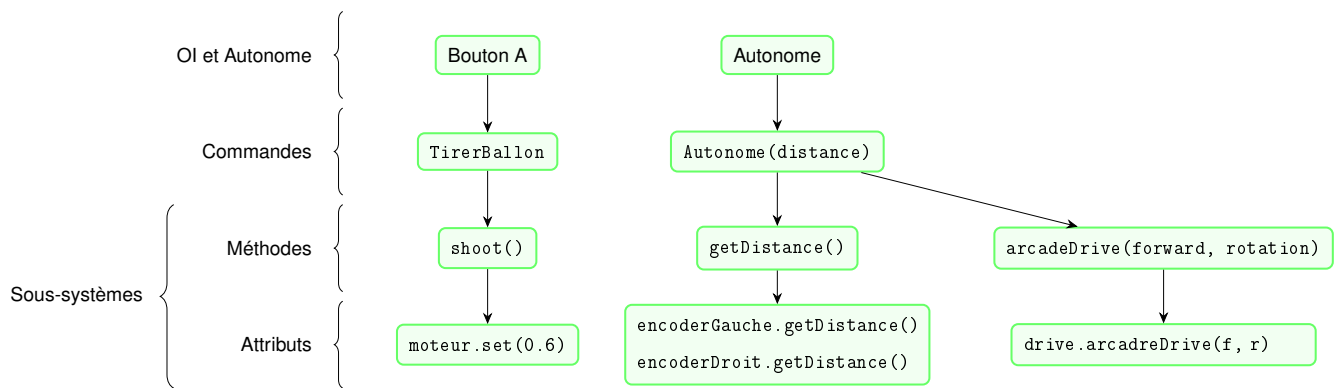 OI et Autonome
Bouton A
Autonome
Commandes
TirerBallon
Autonome(distance)
Sous-systèmes
Méthodes
shoot()
getDistance()
arcadeDrive(forward, rotation)
Attributs
moteur.set(0.6)
encoderGauche.getDistance()
encoderDroit.getDistance()
drive.arcadreDrive(f, r)